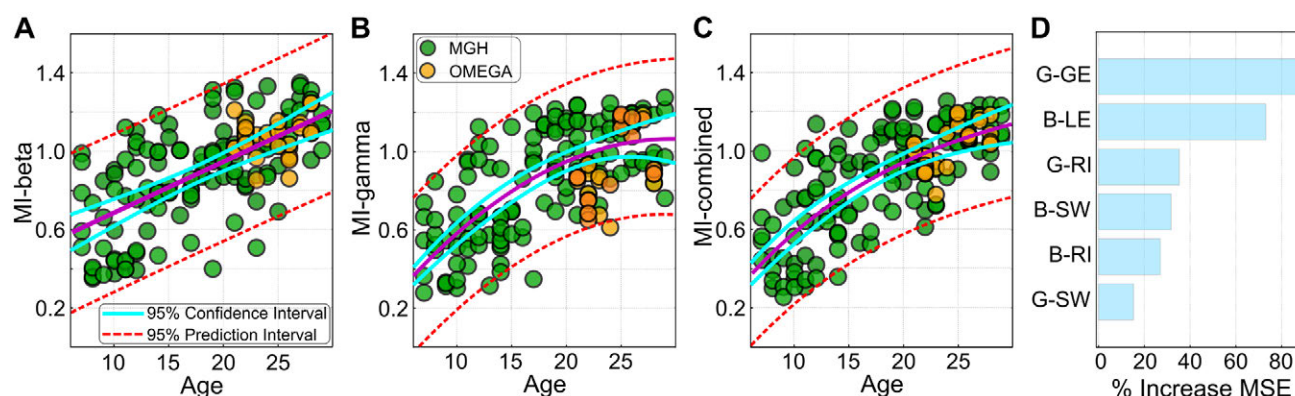 A
MI-beta
1.4
1.0
0.6
0.2
95% Confidence Interval
95% Prediction Interval
10 15 20 25
Age
B
MI-gamma
MGH
OMEGA
1.4
1.0
0.6
0.2
10 15 20 25
Age
C
MI-combined
1.4
1.0
0.6
0.2
10 15 20 25
Age
D
G-GE
B-LE
G-RI
B-SW
B-RI
G-SW
0 20 40 60 80
% Increase MSE